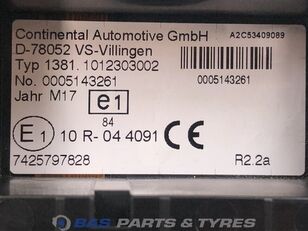 Continental Automotive GmbH A2C53409089
D-78052 VS-Villingen
Typ 1381.1012303002
No. 0005143261 0005143261
Jahr M17 e1
84
E1 10 R-04 4091 CE
7425797828 R2.2a
BAS PARTS & TYRES